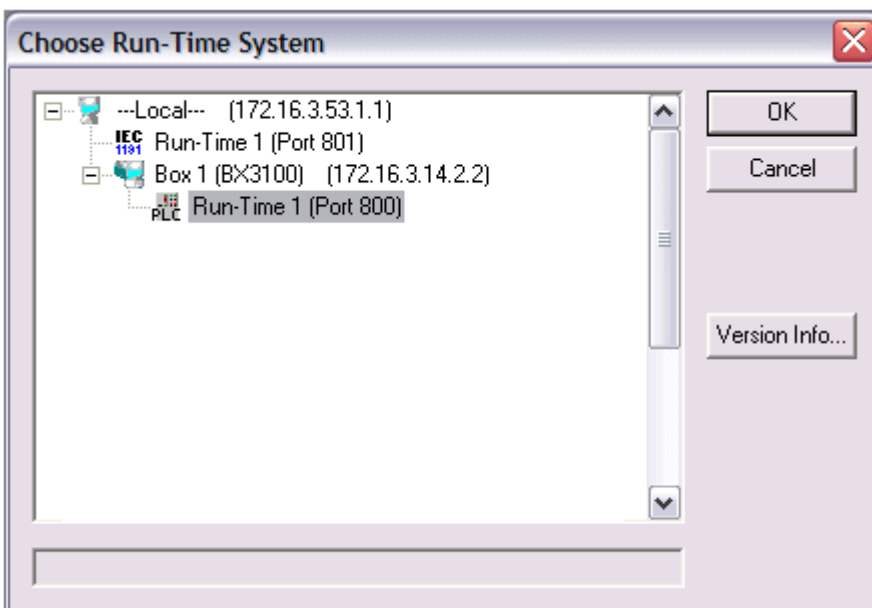 Choose Run-Time System
---Local--- (172.16.3.53.1.1)
IEC
1131
Run-Time 1 (Port 801)
Box 1 (BX3100) (172.16.3.14.2.2)
PLC
Run-Time 1 (Port 800)
OK
Cancel
Version Info...